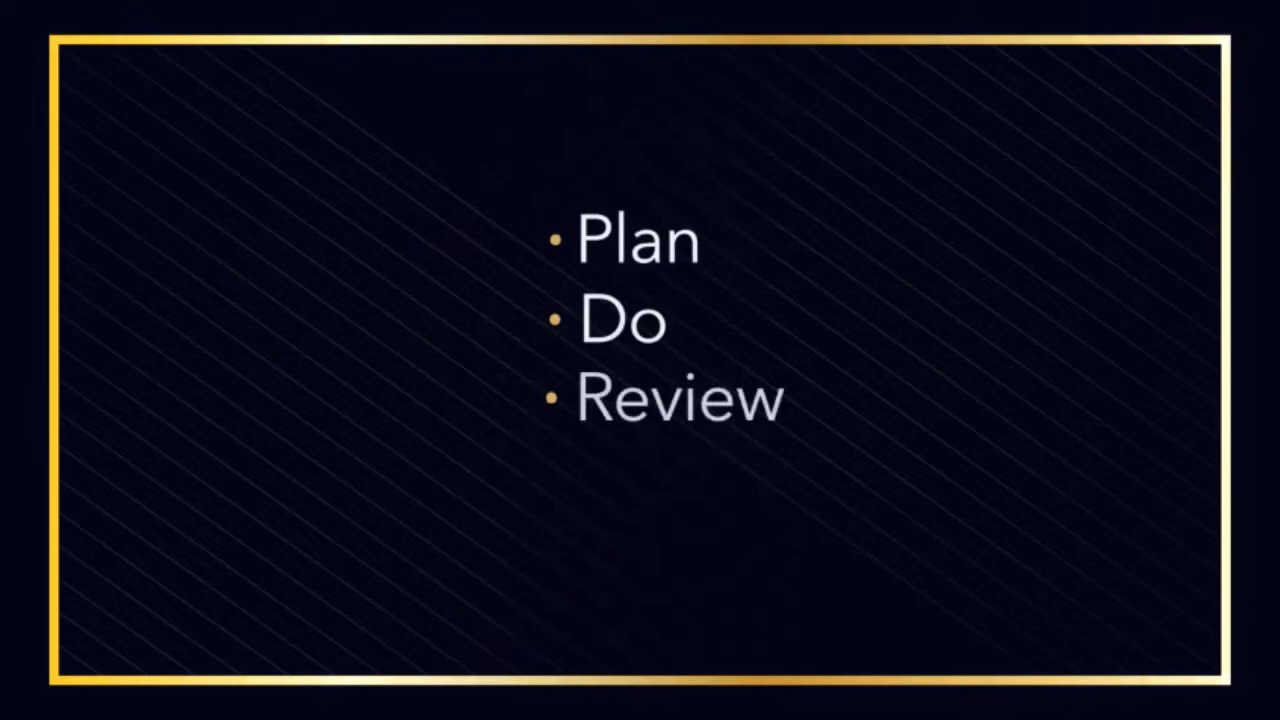 • Plan
• Do
• Review